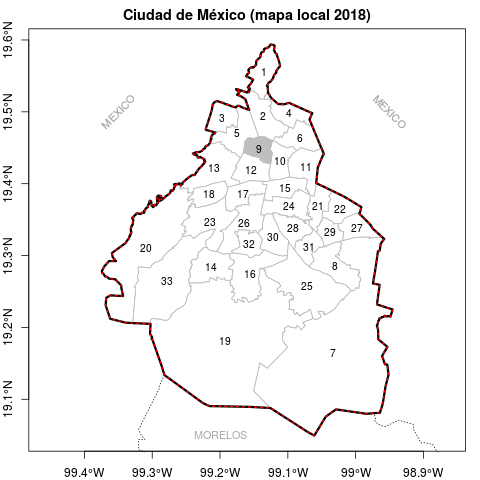 Ciudad de México (mapa local 2018)
19.6°N
19.5°N
19.4°N
19.3°N
19.2°N
19.1°N
MEXICO
MEXICO
1
2
4
3
5
6
9
10
11
13
12
15
18
17
24
21
22
23
26
28
29
27
20
32
30
31
14
16
8
33
25
19
7
MORELOS
99.4°W
99.3°W
99.2°W
99.1°W
99°W
98.9°W